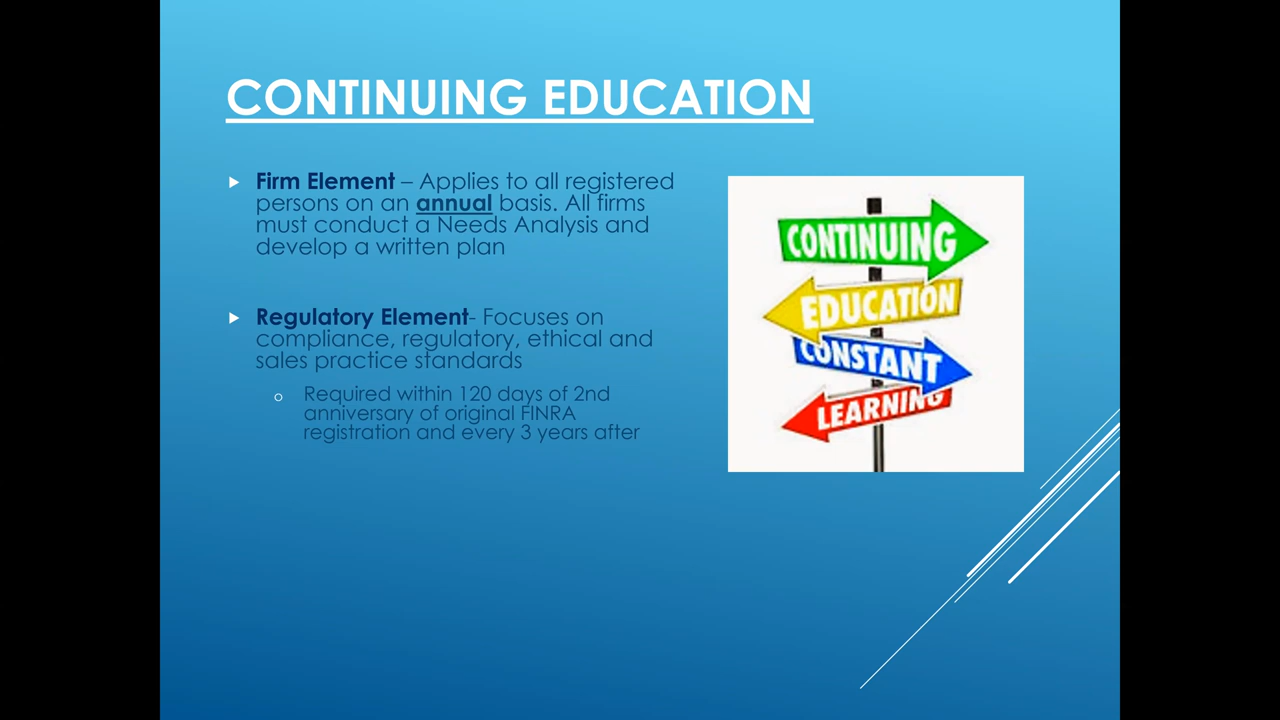 CONTINUING EDUCATION
Firm Element – Applies to all registered
persons on an annual basis. All firms
must conduct a Needs Analysis and
develop a written plan
Regulatory Element- Focuses on
compliance, regulatory, ethical and
sales practice standards
Required within 120 days of 2nd
anniversary of original FINRA
registration and every 3 years after
CONTINUING
EDUCATION
CONSTANT
LEARNING